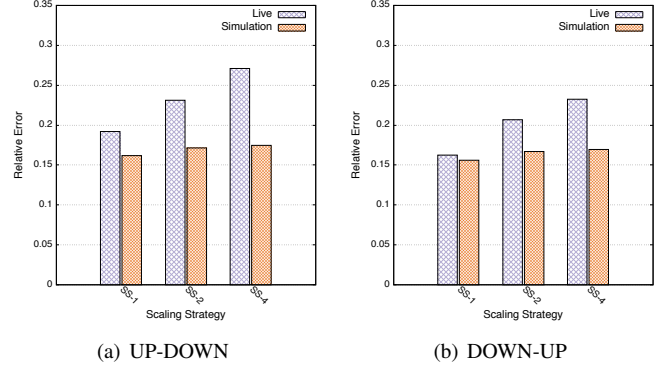 0.35
0.3
0.25
0.2
0.15
0.1
0.05
0
Relative Error
Live
Simulation
SS-1
SS-2
SS-4
Scaling Strategy
(a) UP-DOWN
0.35
0.3
0.25
0.2
0.15
0.1
0.05
0
Relative Error
Live
Simulation
SS-1
SS-2
SS-4
Scaling Strategy
(b) DOWN-UP